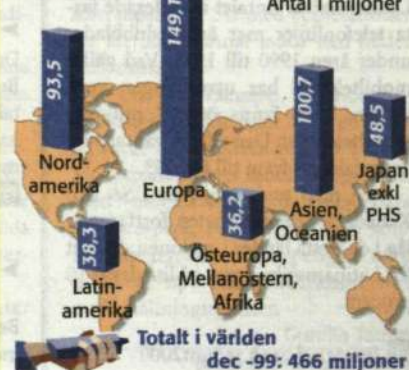 Antal i miljoner
93,5
149,1
100,7
48,5
Nord-
amerika
Europa
Asien,
Oceanien
Japan
exkl
PHS
38,3
36,2
Latin-
amerika
Östeuropa,
Mellanöstern,
Afrika
Totalt i världen
dec -99: 466 miljoner